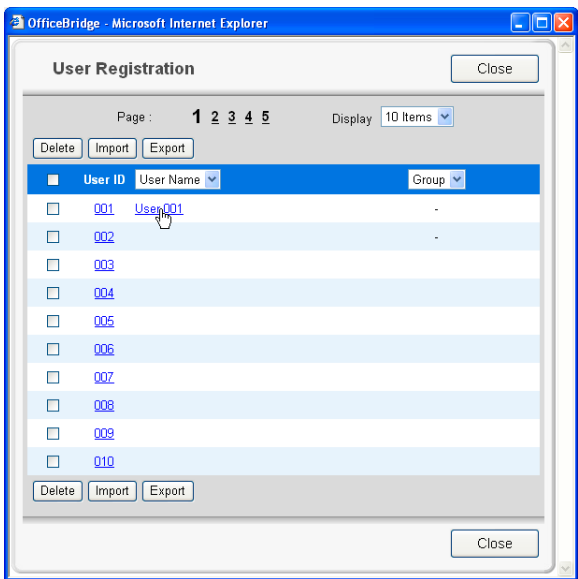 OfficeBridge - Microsoft Internet Explorer
User Registration Close
Page : 1 2 3 4 5 Display 10 Items
Delete Import Export
User ID User Name Group
001 User 001 -
002 -
003
004
005
006
007
008
009
010
Delete Import Export
Close